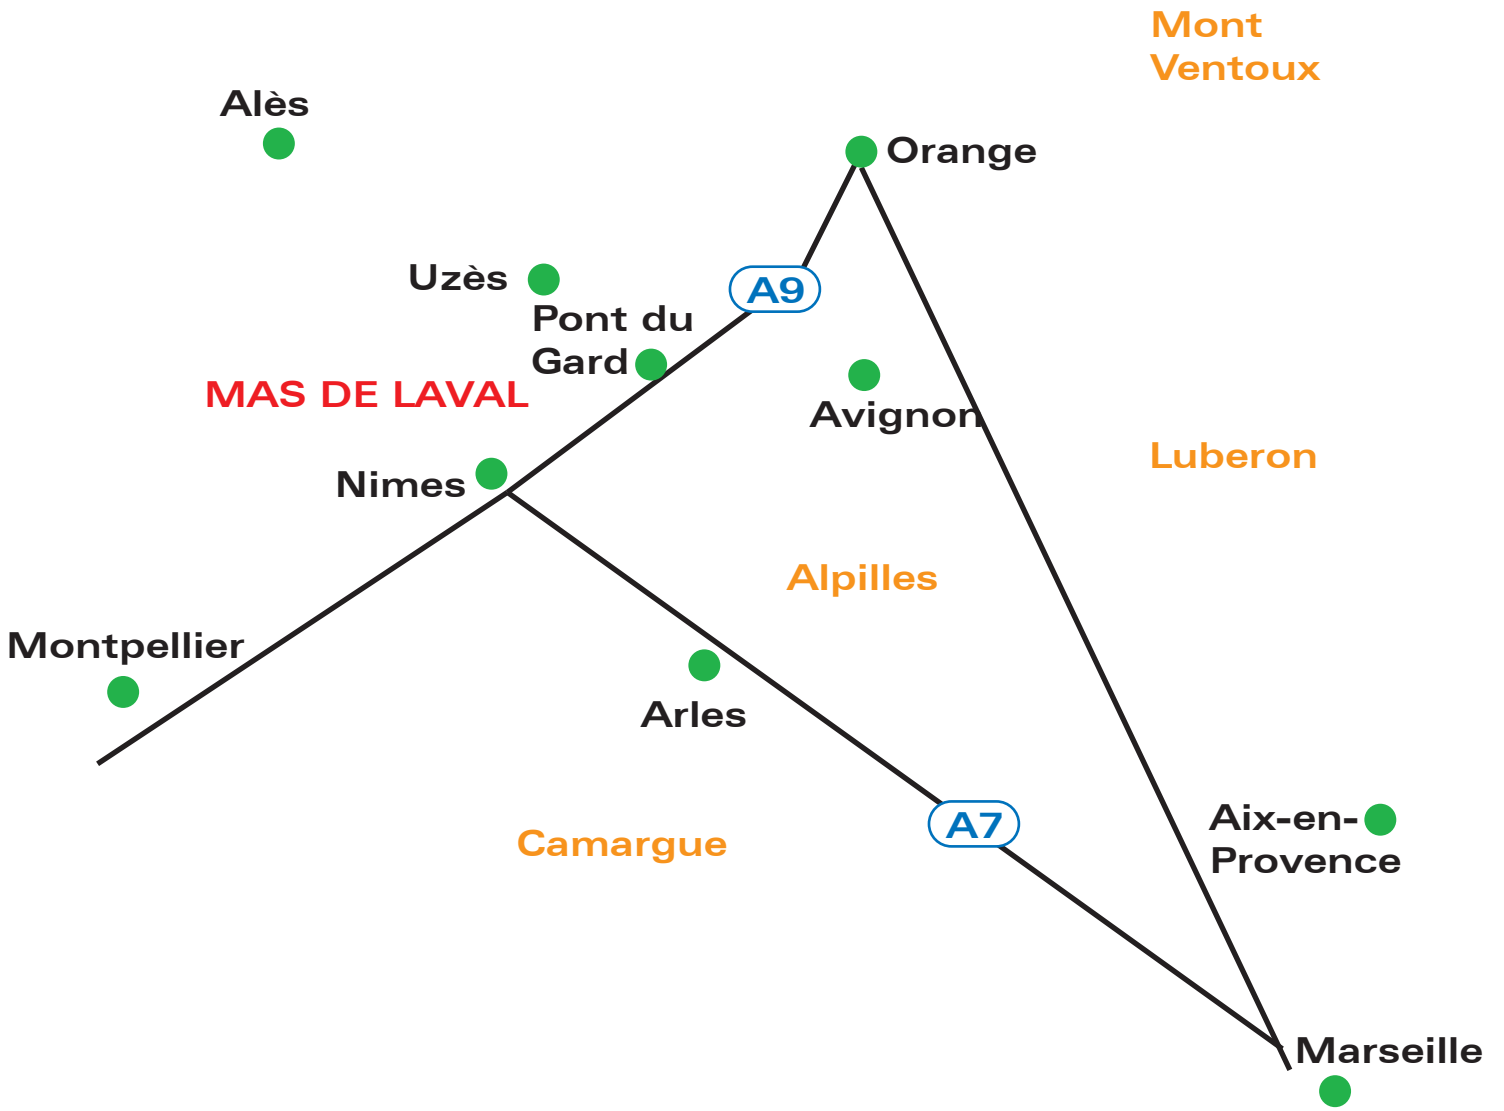 Mont
Ventoux
Alès
Orange
Uzès
A9
Pont du
Gard
MAS DE LAVAL
Avignon
Luberon
Nimes
Alpilles
Montpellier
Arles
Aix-en-
Provence
A7
Camargue
Marseille